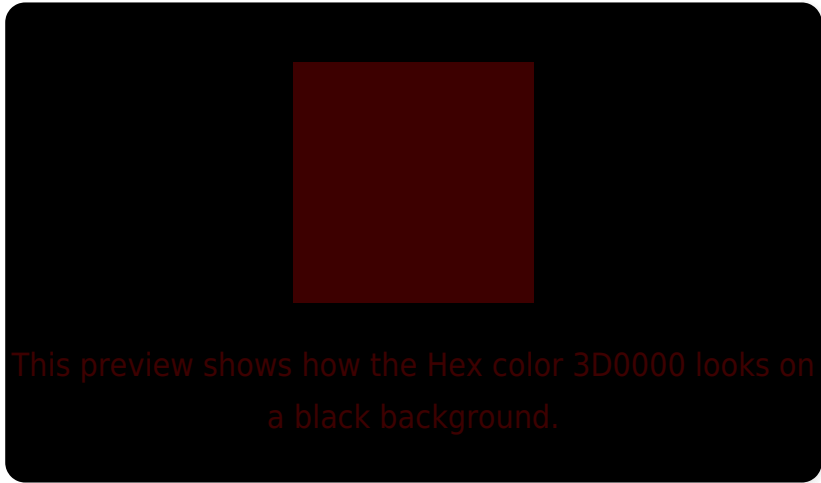 This preview shows how the Hex color 3D0000 looks on
a black background.